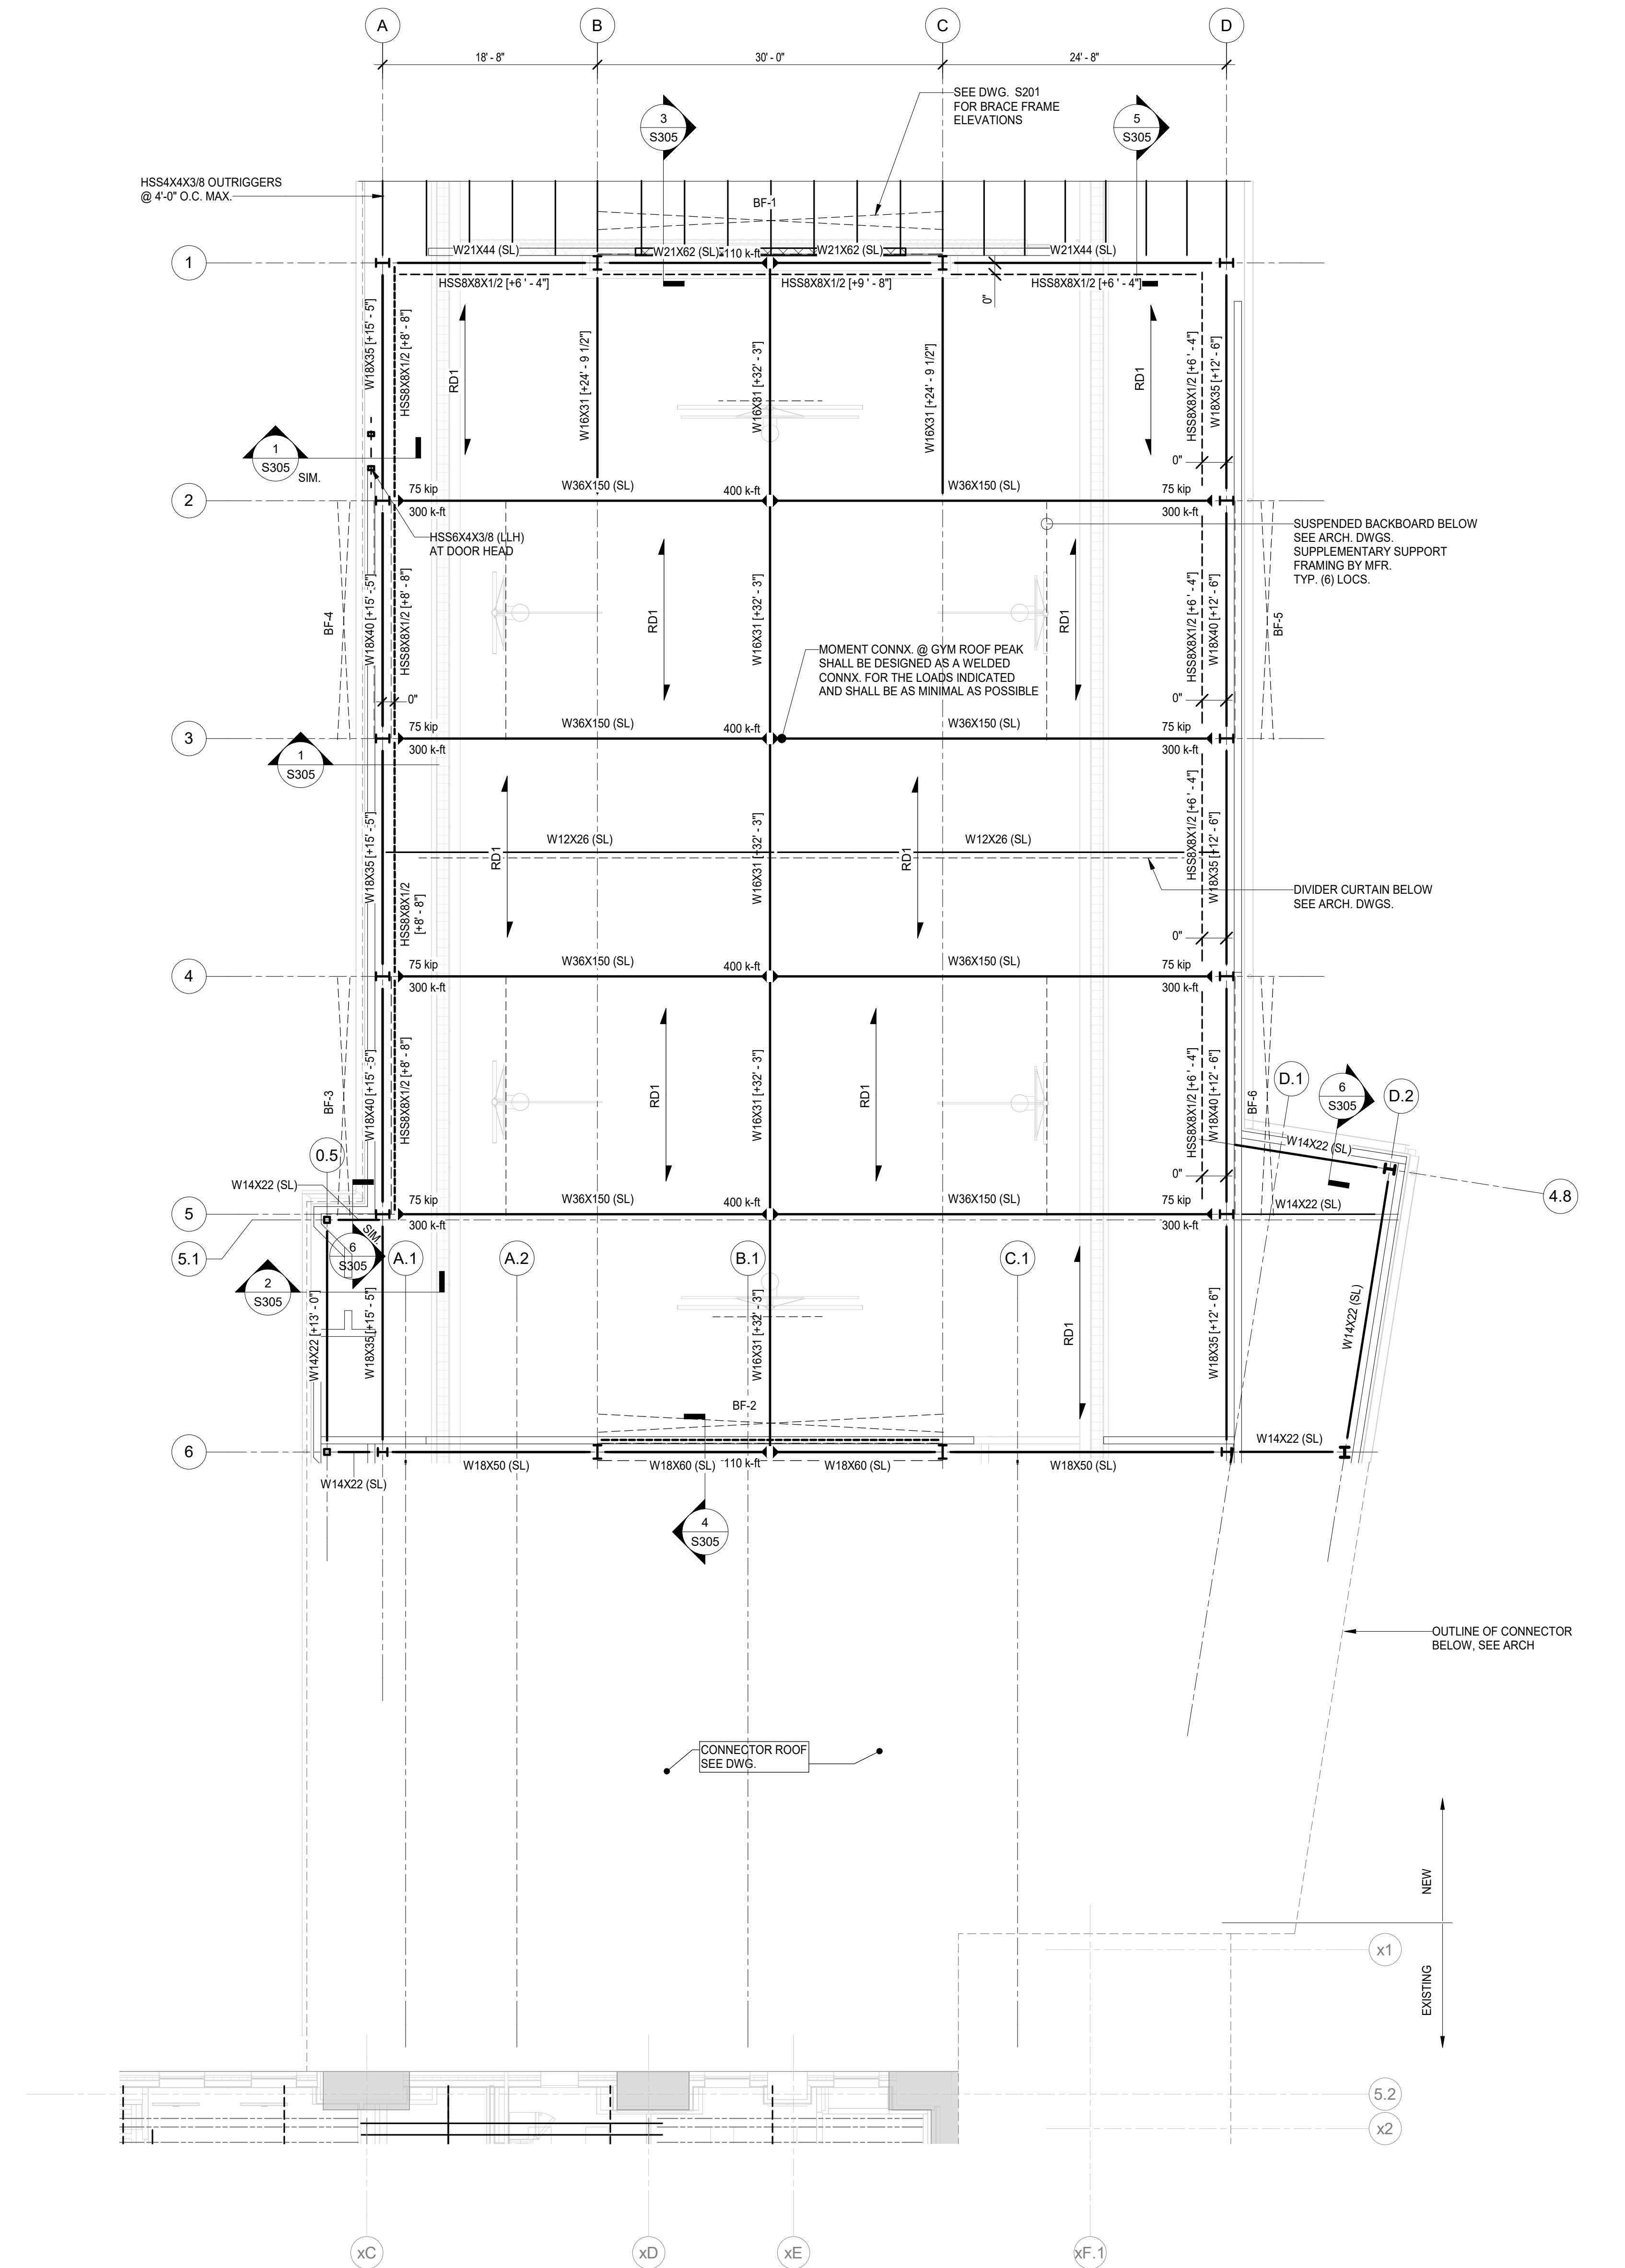 A
B
C
D
18' - 8"
30' - 0"
24' - 8"
SEE DWG. S201
FOR BRACE FRAME
ELEVATIONS
3
S305
5
S305
HSS4X4X3/8 OUTRIGGERS
@ 4'-0" O.C. MAX.
BF-1
W21X44 (SL)
W21X62 (SL)
110 k-ft
W21X62 (SL)
W21X44 (SL)
1
HSS8X8X1/2 [+6 ' - 4"]
HSS8X8X1/2 [+9 ' - 8"]
HSS8X8X1/2 [+6 ' - 4"]
0"
W18X35 [+15' - 5"]
HSS8X8X1/2 [+8' - 8"]
RD1
W16X31 [+24' - 9 1/2"]
W16X31 [+32' - 3"]
W16X31 [+24' - 9 1/2"]
RD1
HSS8X8X1/2 [+6 ' - 4"]
W18X35 [+12' - 6"]
0"
1
S305
SIM.
2
75 kip
300 k-ft
W36X150 (SL)
400 k-ft
W36X150 (SL)
75 kip
300 k-ft
HSS6X4X3/8 (LLH)
AT DOOR HEAD
SUSPENDED BACKBOARD BELOW
SEE ARCH. DWGS.
SUPPLEMENTARY SUPPORT
FRAMING BY MFR.
TYP. (6) LOCS.
BF-4
W18X40 [+15' - 5"]
HSS8X8X1/2 [+8' - 8"]
RD1
W16X31 [+32' - 3"]
RD1
HSS8X8X1/2 [+6 ' - 4"]
W18X40 [+12' - 6"]
BF-5
MOMENT CONNX. @ GYM ROOF PEAK
SHALL BE DESIGNED AS A WELDED
CONNX. FOR THE LOADS INDICATED
AND SHALL BE AS MINIMAL AS POSSIBLE
0"
0"
3
75 kip
300 k-ft
W36X150 (SL)
400 k-ft
W36X150 (SL)
75 kip
300 k-ft
1
S305
W18X35 [+15' - 5"]
HSS8X8X1/2
[+8' - 8"]
RD1
W12X26 (SL)
W16X31 [+32' - 3"]
RD1
W12X26 (SL)
HSS8X8X1/2 [+6 ' - 4"]
W18X35 [+12' - 6"]
DIVIDER CURTAIN BELOW
SEE ARCH. DWGS.
0"
4
75 kip
300 k-ft
W36X150 (SL)
400 k-ft
W36X150 (SL)
75 kip
300 k-ft
BF-3
W18X40 [+15' - 5"]
HSS8X8X1/2 [+8' - 8"]
RD1
W16X31 [+32' - 3"]
RD1
HSS8X8X1/2 [+6 ' - 4"]
W18X40 [+12' - 6"]
BF-6
D.1
6
S305
D.2
W14X22 (SL)
0"
4.8
0.5
W14X22 (SL)
5
75 kip
300 k-ft
W36X150 (SL)
400 k-ft
W36X150 (SL)
75 kip
300 k-ft
W14X22 (SL)
5.1
SIM.
6
S305
A.1
A.2
B.1
C.1
2
S305
W14X22 [+13' - 0"]
W18X35 [+15' - 5"]
W16X31 [+32' - 3"]
RD1
W18X35 [+12' - 6"]
W14X22 (SL)
BF-2
6
W14X22 (SL)
W18X50 (SL)
W18X60 (SL)
110 k-ft
W18X60 (SL)
W18X50 (SL)
W14X22 (SL)
4
S305
OUTLINE OF CONNECTOR
BELOW, SEE ARCH
CONNECTOR ROOF
SEE DWG.
NEW
EXISTING
x1
5.2
x2
xC
xD
xE
xF.1